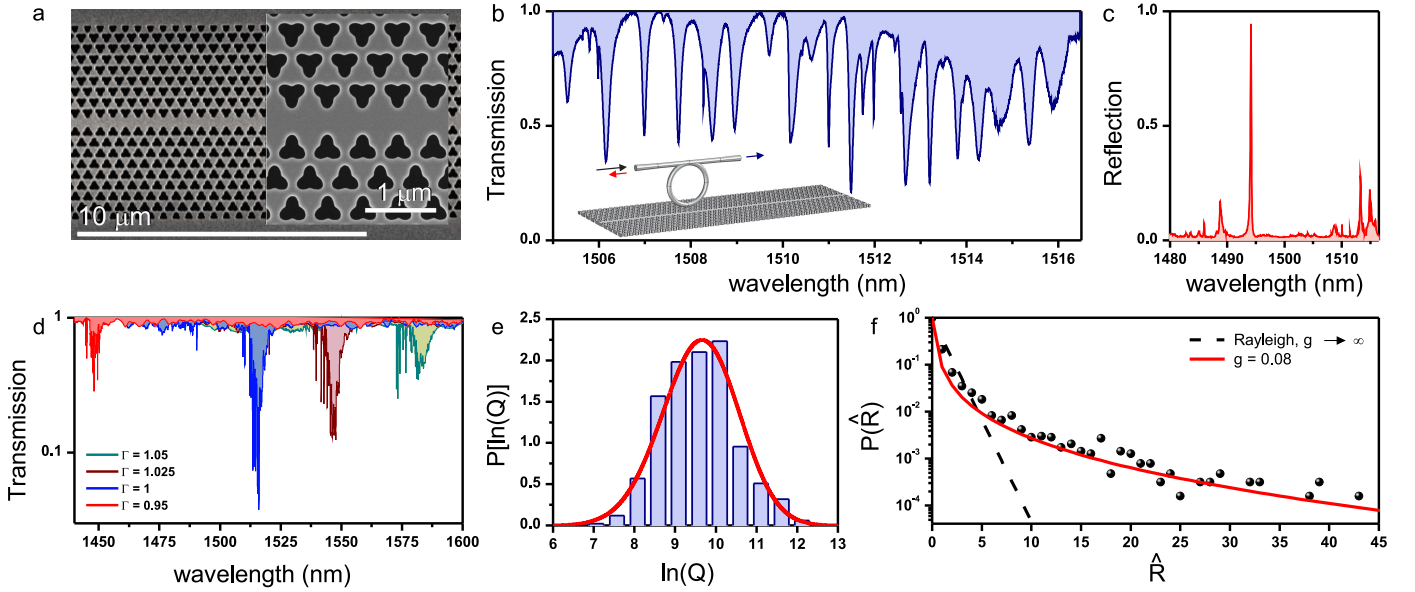 a
10 μm
1 μm
b
Transmission
1.0
0.5
0.0
1506
1508
1510
1512
1514
1516
wavelength (nm)
c
Reflection
1.0
0.5
0.0
1480
1490
1500
1510
wavelength (nm)
d
Transmission
1
0.1
Γ = 1.05
Γ = 1.025
Γ = 1
Γ = 0.95
1450
1475
1500
1525
1550
1575
1600
wavelength (nm)
e
P[ln(Q)]
2.5
2.0
1.5
1.0
0.5
0.0
6
7
8
9
10
11
12
13
ln(Q)
f
P(R̂)
10⁰
10⁻¹
10⁻²
10⁻³
10⁻⁴
Rayleigh, g → ∞
g = 0.08
0
5
10
15
20
25
30
35
40
45
R̂